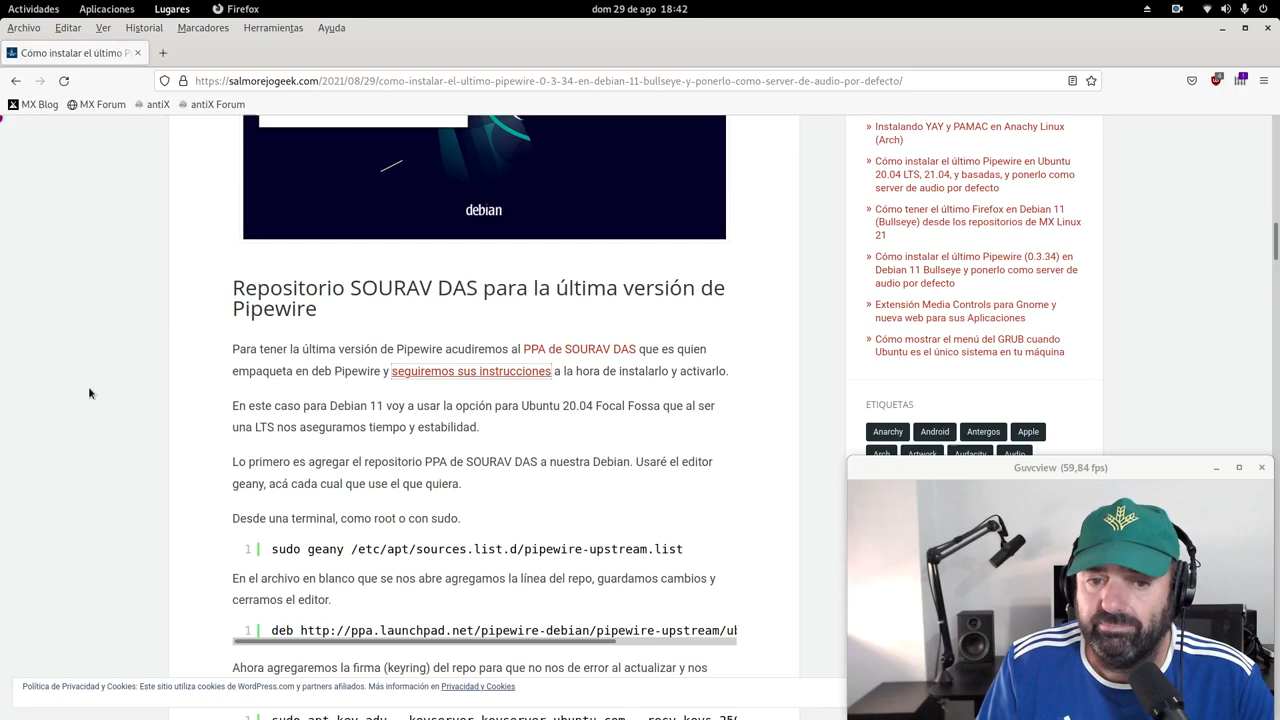 Actividades Aplicaciones Lugares Firefox dom 29 de ago 18:42
Archivo Editar Ver Historial Marcadores Herramientas Ayuda
Cómo instalar el último P
https://salmorejogeek.com/2021/08/29/como-instalar-el-ultimo-pipewire-0-3-34-en-debian-11-bullseye-y-ponerlo-como-server-de-audio-por-defecto/
MX Blog MX Forum antiX antiX Forum
debian
Repositorio SOURAV DAS para la última versión de
Pipewire
Para tener la última versión de Pipewire acudiremos al PPA de SOURAV DAS que es quien
empaqueta en deb Pipewire y seguiremos sus instrucciones a la hora de instalarlo y activarlo.
En este caso para Debian 11 voy a usar la opción para Ubuntu 20.04 Focal Fossa que al ser
una LTS nos aseguramos tiempo y estabilidad.
Lo primero es agregar el repositorio PPA de SOURAV DAS a nuestra Debian. Usaré el editor
geany, acá cada cual que use el que quiera.
Desde una terminal, como root o con sudo.
1 sudo geany /etc/apt/sources.list.d/pipewire-upstream.list
En el archivo en blanco que se nos abre agregamos la línea del repo, guardamos cambios y
cerramos el editor.
1 deb http://ppa.launchpad.net/pipewire-debian/pipewire-upstream/ub
Ahora agregaremos la firma (keyring) del repo para que no nos de error al actualizar y nos
Política de Privacidad y Cookies: Este sitio utiliza cookies de WordPress.com y partners afiliados. Más información en Privacidad y Cookies
» Instalando YAY y PAMAC en Anachy Linux
(Arch)
» Cómo instalar el último Pipewire en Ubuntu
20.04 LTS, 21.04, y basadas, y ponerlo como
server de audio por defecto
» Cómo tener el último Firefox en Debian 11
(Bullseye) desde los repositorios de MX Linux
21
» Cómo instalar el último Pipewire (0.3.34) en
Debian 11 Bullseye y ponerlo como server de
audio por defecto
» Extensión Media Controls para Gnome y
nueva web para sus Aplicaciones
» Cómo mostrar el menú del GRUB cuando
Ubuntu es el único sistema en tu máquina
ETIQUETAS
Anarchy Android Antergos Apple
Arch Artwork Audacity Audio
Guvcview (59,84 fps)